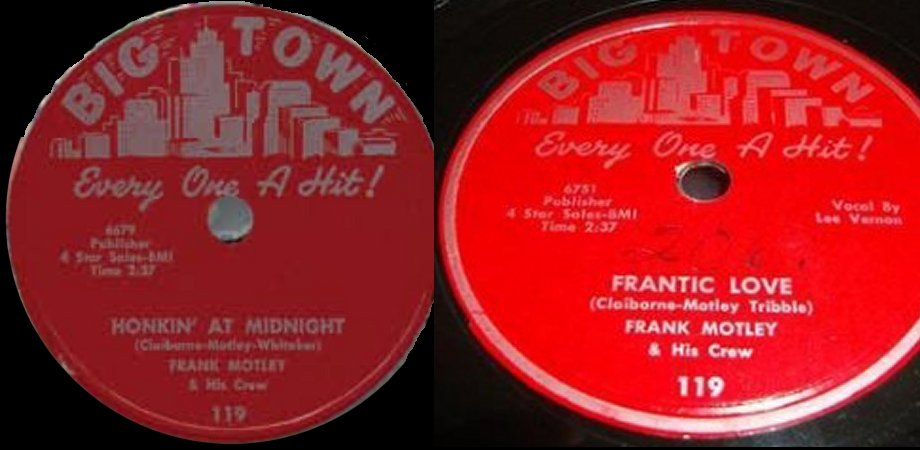 BIG TOWN
Every One A Hit!
6679
Publisher
4 Star Sales-BMI
Time 2:37
HONKIN' AT MIDNIGHT
(Claiborne-Motley-Whitaker)
FRANK MOTLEY
& His Crew
119
BIG TOWN
Every One A Hit!
6751
Publisher
4 Star Sales-BMI
Time 2:37
Vocal By
Lee Vernon
FRANTIC LOVE
(Claiborne-Motley Tribble)
FRANK MOTLEY
& His Crew
119